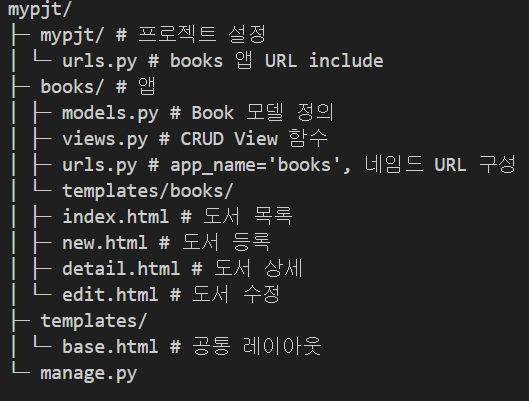 mypjt/
├─ mypjt/ # 프로젝트 설정
│ └─ urls.py # books 앱 URL include
├─ books/ # 앱
│ ├─ models.py # Book 모델 정의
│ ├─ views.py # CRUD View 함수
│ ├─ urls.py # app_name='books', 네임드 URL 구성
│ └─ templates/books/
│ ├─ index.html # 도서 목록
│ ├─ new.html # 도서 등록
│ ├─ detail.html # 도서 상세
│ └─ edit.html # 도서 수정
├─ templates/
│ └─ base.html # 공통 레이아웃
└─ manage.py